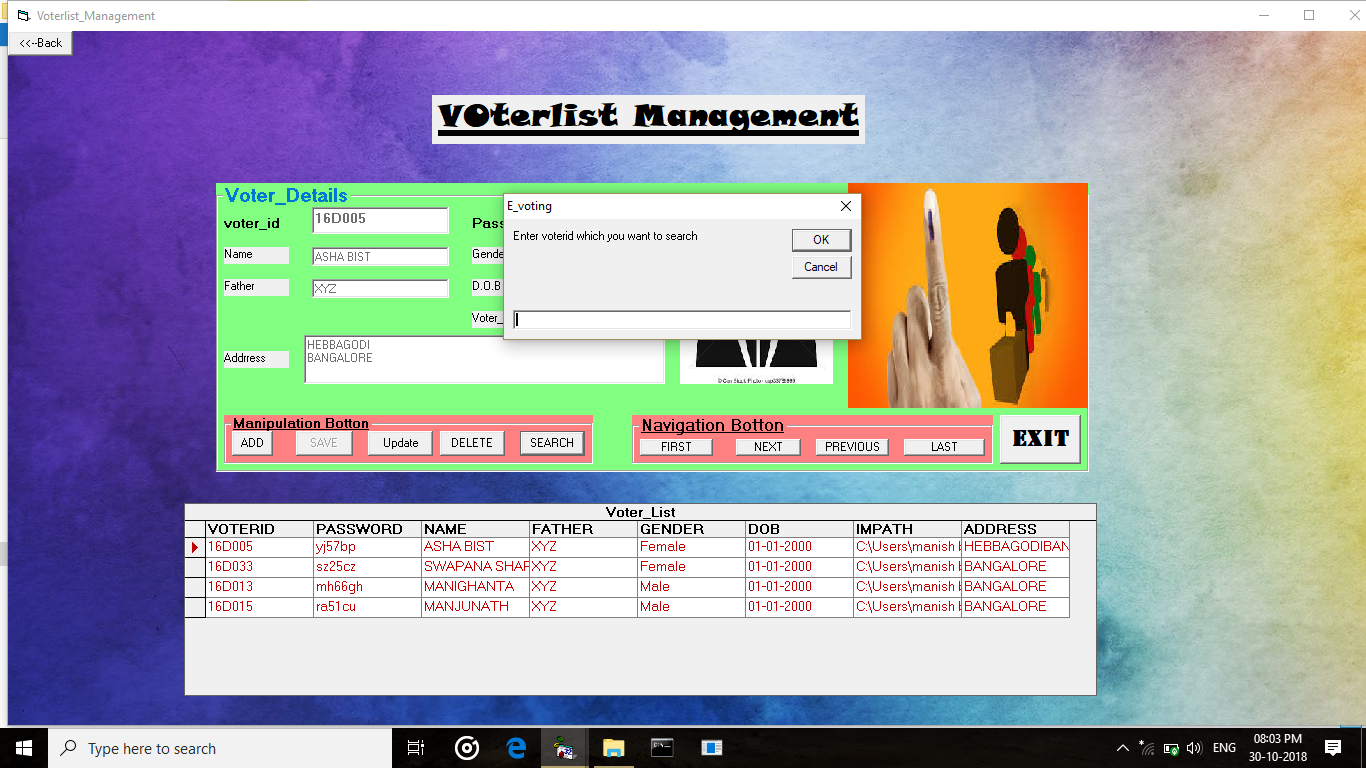 Voterlist_Management
<<--Back
VOterlist Management
Voter_Details
voter_id 16D005
Name ASHA BIST
Father XYZ
Addrress HEBBAGODI
BANGALORE
Pass
Gende
D.O.B
Voter_
E_voting
Enter voterid which you want to search
OK
Cancel
Manipulation Botton
ADD SAVE Update DELETE SEARCH
Navigation Botton
FIRST NEXT PREVIOUS LAST
EXIT
Voter_List
VOTERID PASSWORD NAME FATHER GENDER DOB IMPATH ADDRESS
16D005 yj57bp ASHA BIST XYZ Female 01-01-2000 C:\Users\manish b HEBBAGODIBAN
16D033 sz25cz SWAPANA SHAR XYZ Female 01-01-2000 C:\Users\manish b BANGALORE
16D013 mh66gh MANIGHANTA XYZ Male 01-01-2000 C:\Users\manish b BANGALORE
16D015 ra51cu MANJUNATH XYZ Male 01-01-2000 C:\Users\manish b BANGALORE
Type here to search
ENG
08:03 PM
30-10-2018